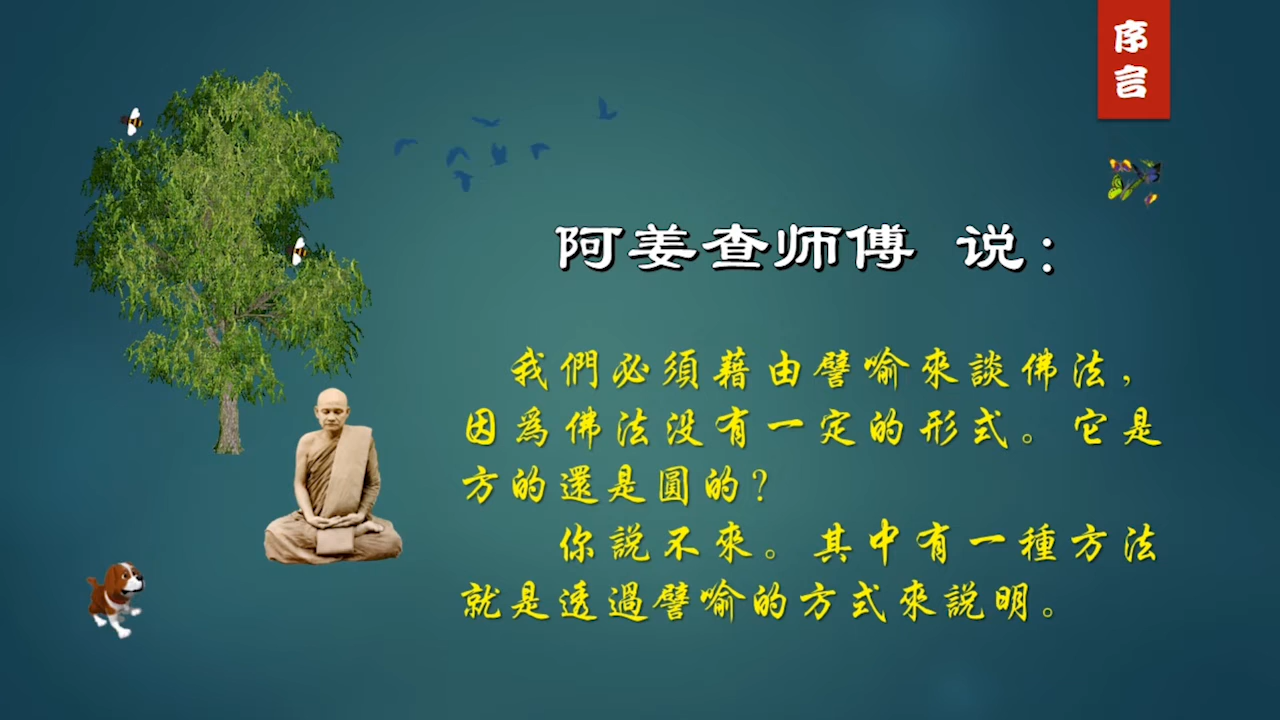 序言
阿姜查师傅 说：
我們必須藉由譬喻來談佛法，
因爲佛法没有一定的形式。它是
方的還是圓的？
你説不來。其中有一種方法
就是透過譬喻的方式來説明。